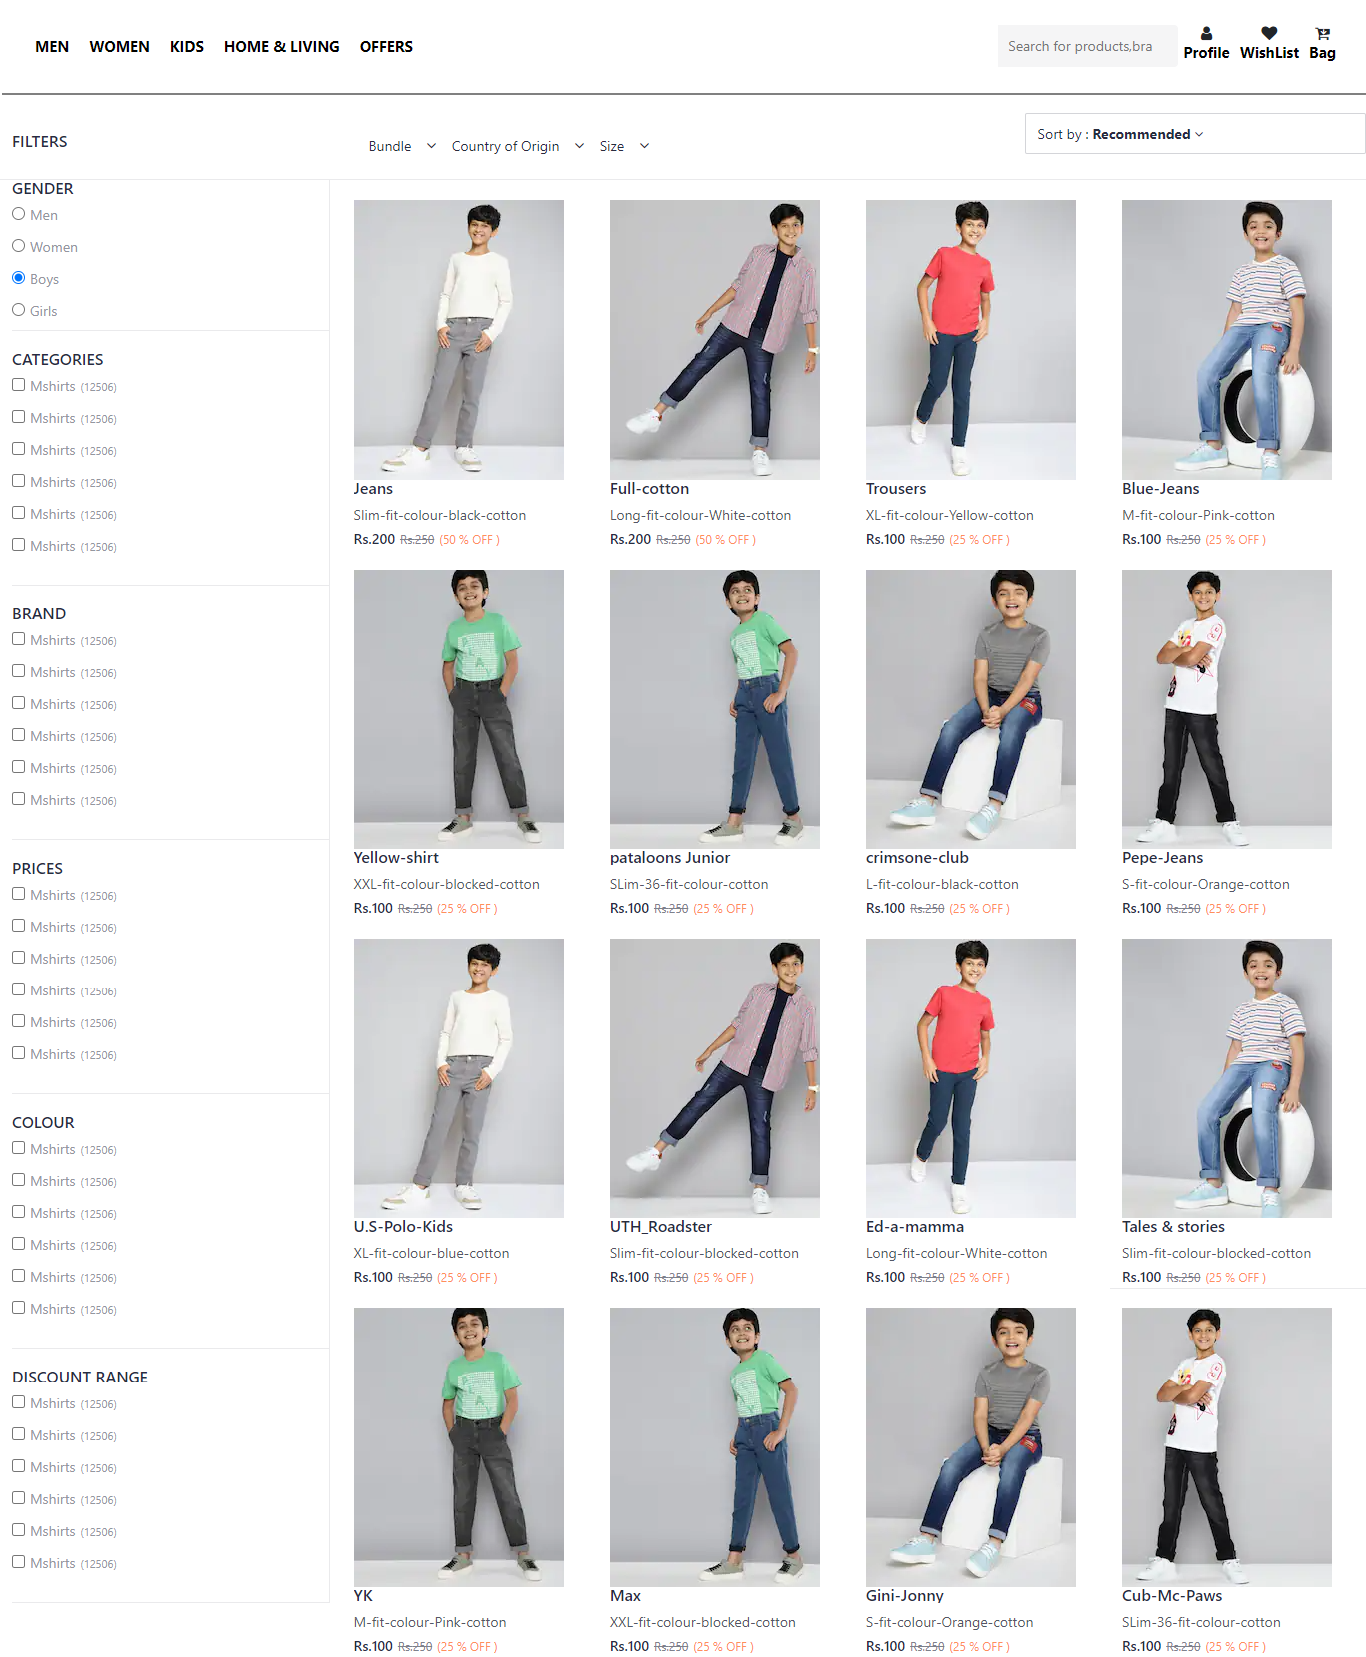 MEN WOMEN KIDS HOME & LIVING OFFERS
Search for products,bra
Profile WishList Bag
FILTERS
Bundle Country of Origin Size
Sort by : Recommended
GENDER
Men
Women
Boys
Girls
CATEGORIES
Mshirts (12506)
Mshirts (12506)
Mshirts (12506)
Mshirts (12506)
Mshirts (12506)
Mshirts (12506)
BRAND
Mshirts (12506)
Mshirts (12506)
Mshirts (12506)
Mshirts (12506)
Mshirts (12506)
Mshirts (12506)
PRICES
Mshirts (12506)
Mshirts (12506)
Mshirts (12506)
Mshirts (12506)
Mshirts (12506)
Mshirts (12506)
COLOUR
Mshirts (12506)
Mshirts (12506)
Mshirts (12506)
Mshirts (12506)
Mshirts (12506)
Mshirts (12506)
DISCOUNT RANGE
Mshirts (12506)
Mshirts (12506)
Mshirts (12506)
Mshirts (12506)
Mshirts (12506)
Mshirts (12506)
Jeans
Slim-fit-colour-black-cotton
Rs.200 Rs.250 (50 % OFF )
Full-cotton
Long-fit-colour-White-cotton
Rs.200 Rs.250 (50 % OFF )
Trousers
XL-fit-colour-Yellow-cotton
Rs.100 Rs.250 (25 % OFF )
Blue-Jeans
M-fit-colour-Pink-cotton
Rs.100 Rs.250 (25 % OFF )
Yellow-shirt
XXL-fit-colour-blocked-cotton
Rs.100 Rs.250 (25 % OFF )
pataloons Junior
SLim-36-fit-colour-cotton
Rs.100 Rs.250 (25 % OFF )
crimsone-club
L-fit-colour-black-cotton
Rs.100 Rs.250 (25 % OFF )
Pepe-Jeans
S-fit-colour-Orange-cotton
Rs.100 Rs.250 (25 % OFF )
U.S-Polo-Kids
XL-fit-colour-blue-cotton
Rs.100 Rs.250 (25 % OFF )
UTH_Roadster
Slim-fit-colour-blocked-cotton
Rs.100 Rs.250 (25 % OFF )
Ed-a-mamma
Long-fit-colour-White-cotton
Rs.100 Rs.250 (25 % OFF )
Tales & stories
Slim-fit-colour-blocked-cotton
Rs.100 Rs.250 (25 % OFF )
YK
M-fit-colour-Pink-cotton
Rs.100 Rs.250 (25 % OFF )
Max
XXL-fit-colour-blocked-cotton
Rs.100 Rs.250 (25 % OFF )
Gini-Jonny
S-fit-colour-Orange-cotton
Rs.100 Rs.250 (25 % OFF )
Cub-Mc-Paws
SLim-36-fit-colour-cotton
Rs.100 Rs.250 (25 % OFF )